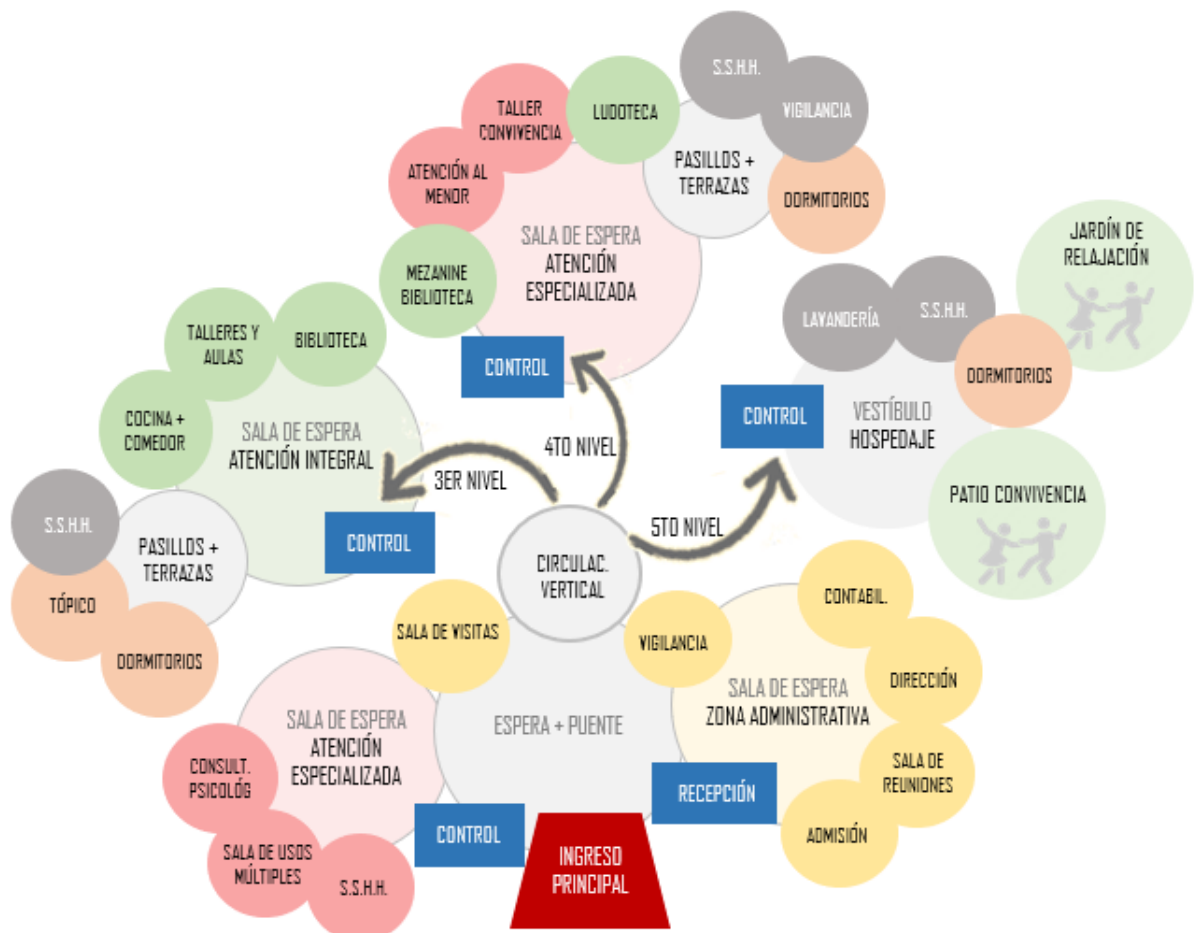 S.S.H.H.
TALLER
CONVIVENCIA
LUDOTECA
VIGILANCIA
ATENCIÓN AL
MENOR
PASILLOS +
TERRAZAS
DORMITORIOS
SALA DE ESPERA
ATENCIÓN
ESPECIALIZADA
MEZANINE
BIBLIOTECA
CONTROL
JARDÍN DE
RELAJACIÓN
LAVANDERÍA
S.S.H.H.
DORMITORIOS
CONTROL
VESTÍBULO
HOSPEDAJE
PATIO CONVIVENCIA
TALLERES Y
AULAS
BIBLIOTECA
COCINA +
COMEDOR
SALA DE ESPERA
ATENCIÓN INTEGRAL
3ER NIVEL
4TO NIVEL
5TO NIVEL
S.S.H.H.
PASILLOS +
TERRAZAS
CONTROL
TÓPICO
DORMITORIOS
CIRCULAC.
VERTICAL
SALA DE VISITAS
VIGILANCIA
CONTABIL.
DIRECCIÓN
SALA DE ESPERA
ZONA ADMINISTRATIVA
SALA DE ESPERA
ATENCIÓN
ESPECIALIZADA
ESPERA + PUENTE
CONSULT.
PSICOLÓG
SALA DE
REUNIONES
RECEPCIÓN
ADMISIÓN
CONTROL
SALA DE USOS
MÚLTIPLES
S.S.H.H.
INGRESO
PRINCIPAL